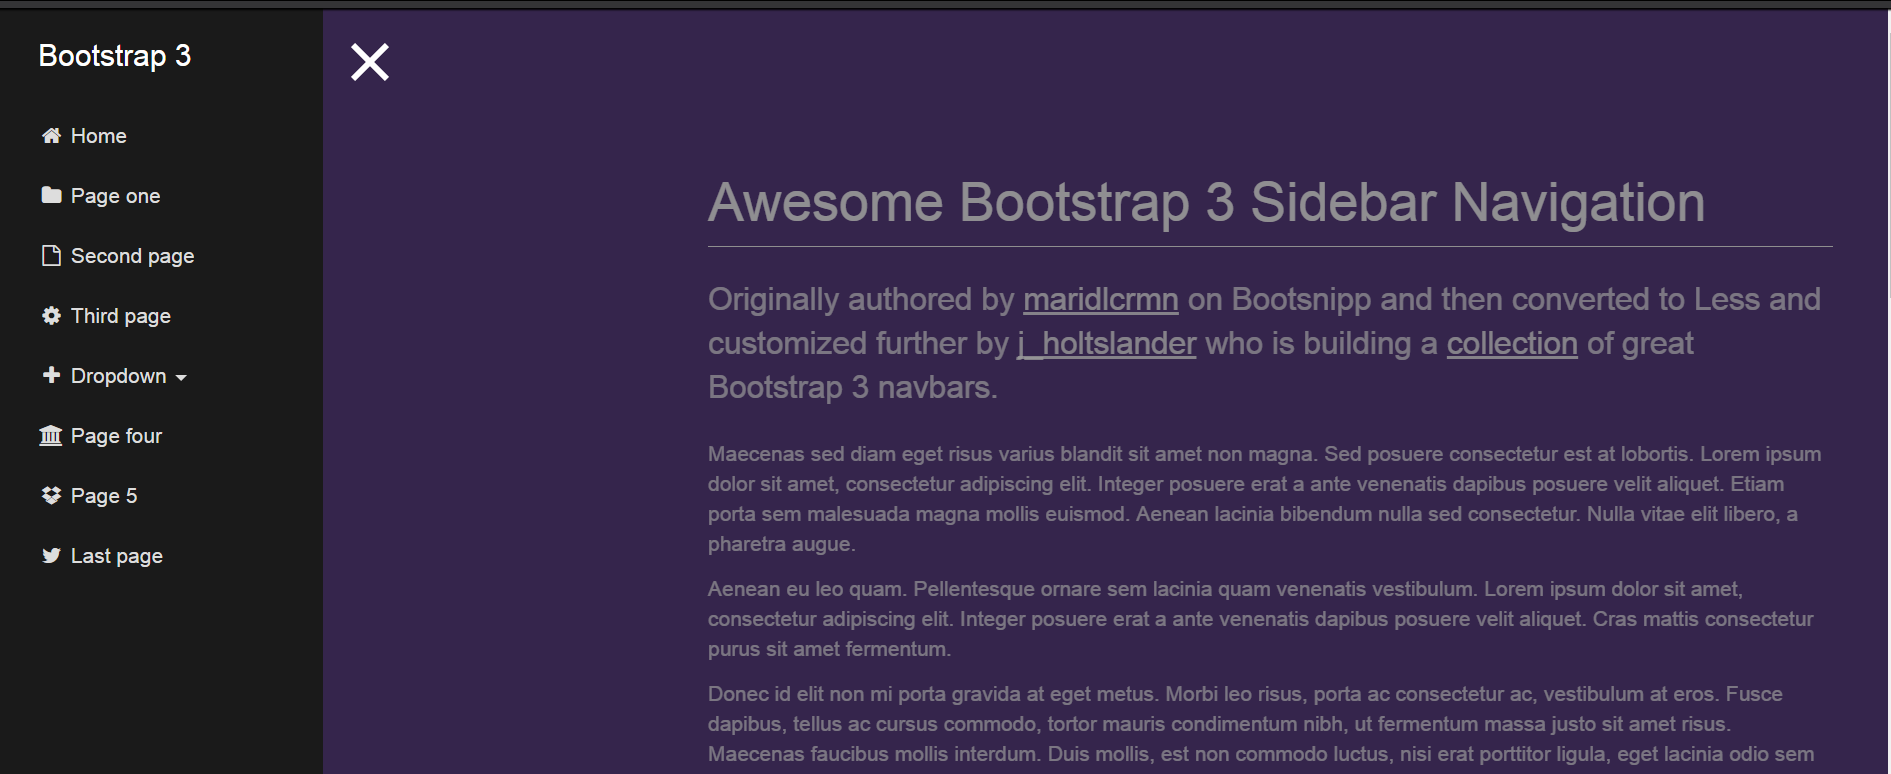 Bootstrap 3
Home
Page one
Second page
Third page
Dropdown
Page four
Page 5
Last page
Awesome Bootstrap 3 Sidebar Navigation
Originally authored by maridlcrmn on Bootsnipp and then converted to Less and
customized further by j_holtslander who is building a collection of great
Bootstrap 3 navbars.
Maecenas sed diam eget risus varius blandit sit amet non magna. Sed posuere consectetur est at lobortis. Lorem ipsum
dolor sit amet, consectetur adipiscing elit. Integer posuere erat a ante venenatis dapibus posuere velit aliquet. Etiam
porta sem malesuada magna mollis euismod. Aenean lacinia bibendum nulla sed consectetur. Nulla vitae elit libero, a
pharetra augue.
Aenean eu leo quam. Pellentesque ornare sem lacinia quam venenatis vestibulum. Lorem ipsum dolor sit amet,
consectetur adipiscing elit. Integer posuere erat a ante venenatis dapibus posuere velit aliquet. Cras mattis consectetur
purus sit amet fermentum.
Donec id elit non mi porta gravida at eget metus. Morbi leo risus, porta ac consectetur ac, vestibulum at eros. Fusce
dapibus, tellus ac cursus commodo, tortor mauris condimentum nibh, ut fermentum massa justo sit amet risus.
Maecenas faucibus mollis interdum. Duis mollis, est non commodo luctus, nisi erat porttitor ligula, eget lacinia odio sem